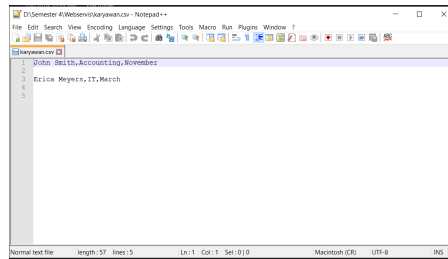 D:\Semester 4\Webservis\karyawan.csv - Notepad++
File Edit Search View Encoding Language Settings Tools Macro Run Plugins Window ?
karyawan.csv
1 John Smith,Accounting,November
2
3 Erica Meyers,IT,March
4
5
Normal text file length : 57 lines : 5 Ln : 1 Col : 1 Sel : 0 | 0 Macintosh (CR) UTF-8 INS